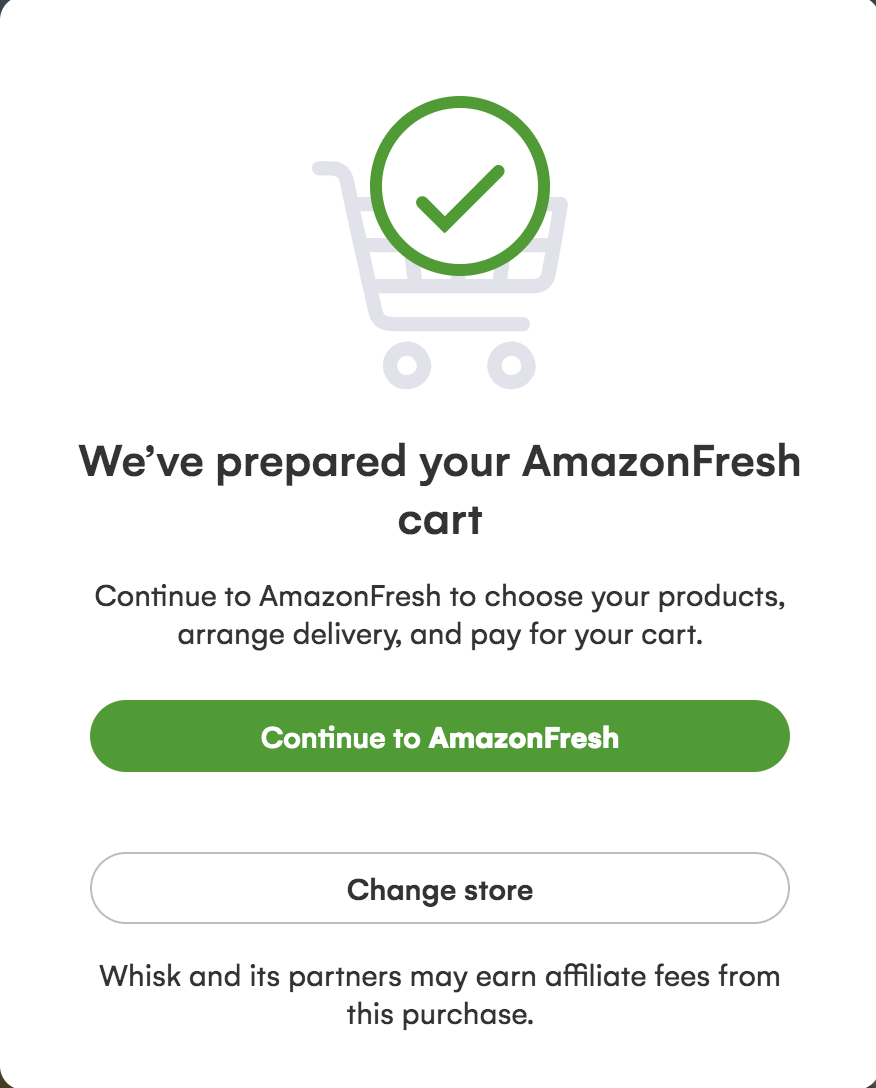 We’ve prepared your AmazonFresh
cart
Continue to AmazonFresh to choose your products,
arrange delivery, and pay for your cart.
Continue to AmazonFresh
Change store
Whisk and its partners may earn affiliate fees from
this purchase.